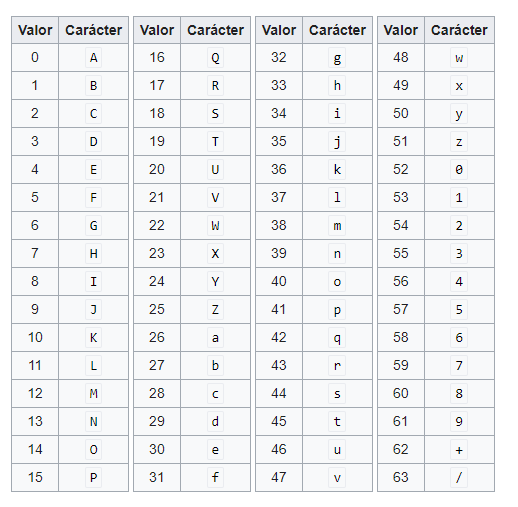 Valor Carácter Valor Carácter Valor Carácter Valor Carácter
0 A 16 Q 32 g 48 w
1 B 17 R 33 h 49 x
2 C 18 S 34 i 50 y
3 D 19 T 35 j 51 z
4 E 20 U 36 k 52 0
5 F 21 V 37 l 53 1
6 G 22 W 38 m 54 2
7 H 23 X 39 n 55 3
8 I 24 Y 40 o 56 4
9 J 25 Z 41 p 57 5
10 K 26 a 42 q 58 6
11 L 27 b 43 r 59 7
12 M 28 c 44 s 60 8
13 N 29 d 45 t 61 9
14 O 30 e 46 u 62 +
15 P 31 f 47 v 63 /